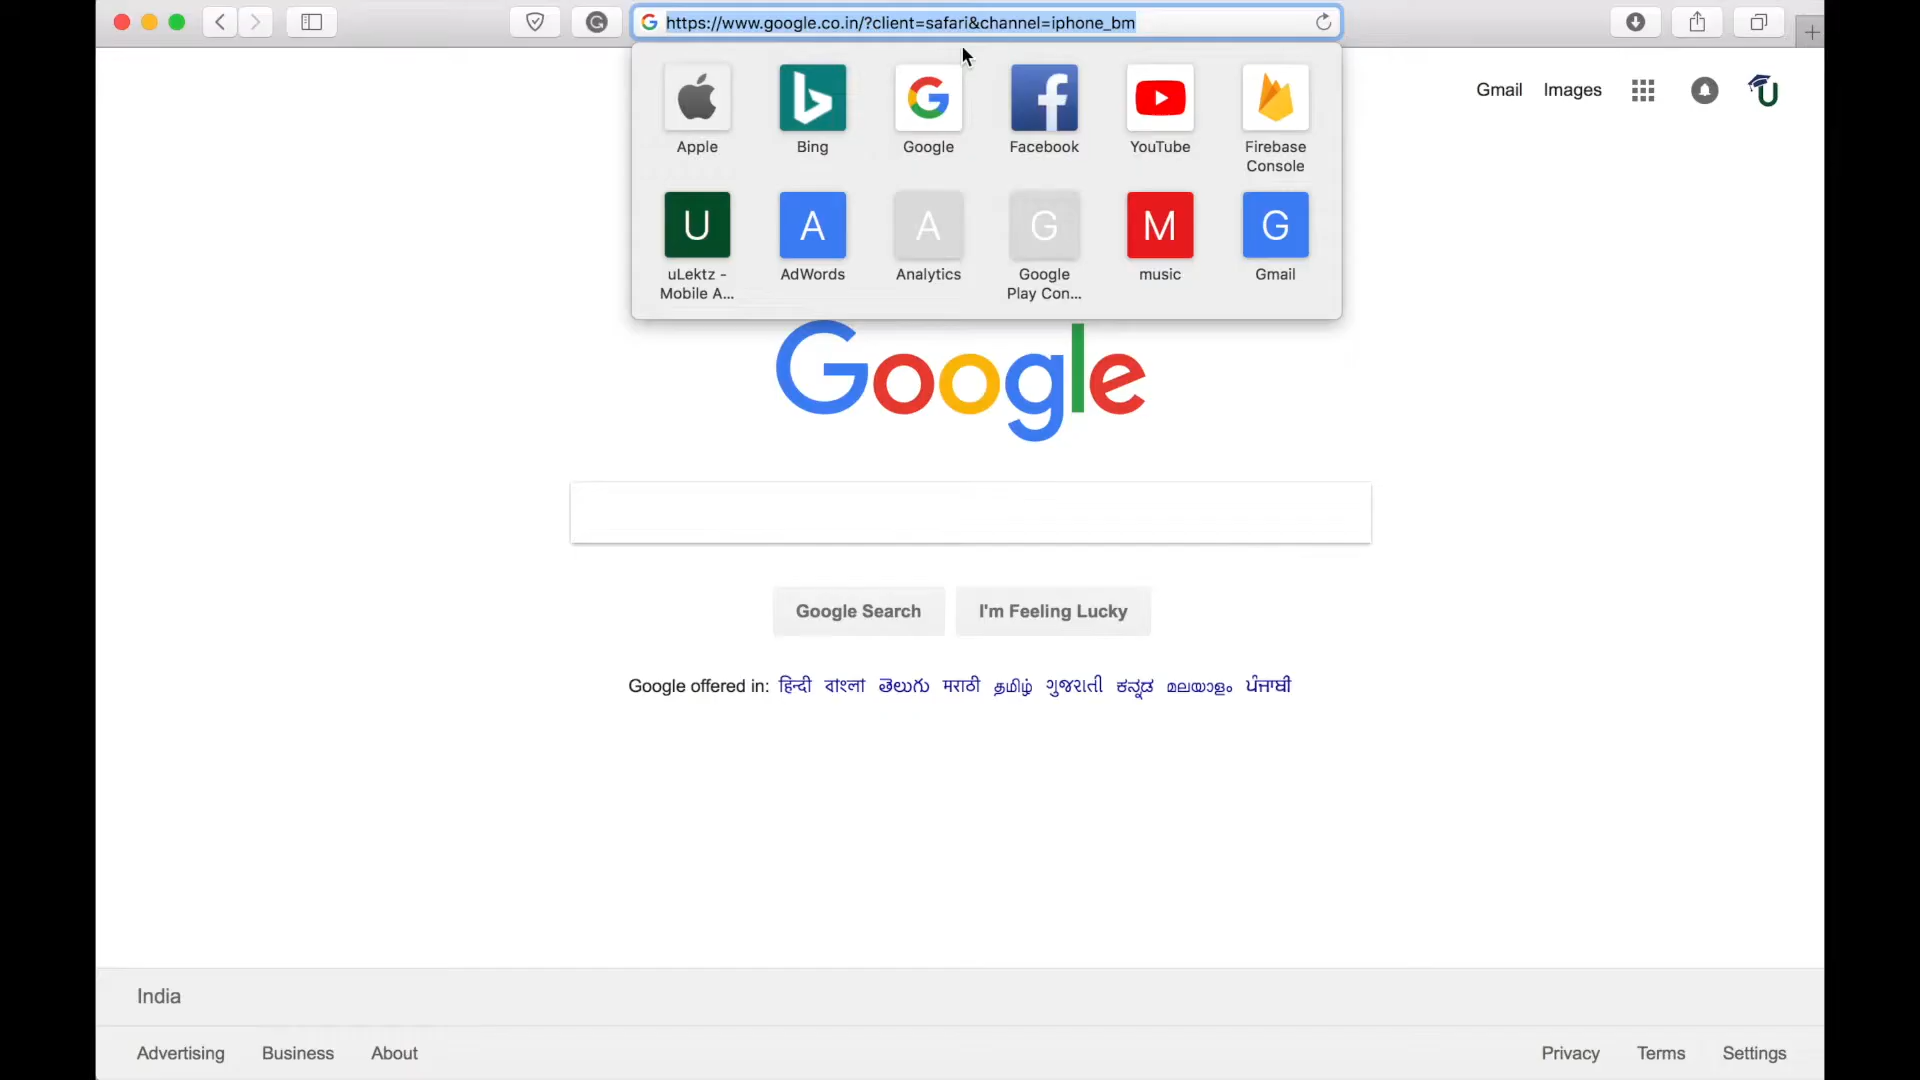 https://www.google.co.in/?client=safari&channel=iphone_bm
Gmail Images
Apple Bing Google Facebook YouTube Firebase Console
U A A G M G
uLektz - Mobile A... AdWords Analytics Google Play Con... music Gmail
Google
Google Search I'm Feeling Lucky
Google offered in: हिन्दी বাংলা తెలుగు मराठी தமிழ் ગુજરાતી ಕನ್ನಡ മലയാളം ਪੰਜਾਬੀ
India
Advertising Business About Privacy Terms Settings